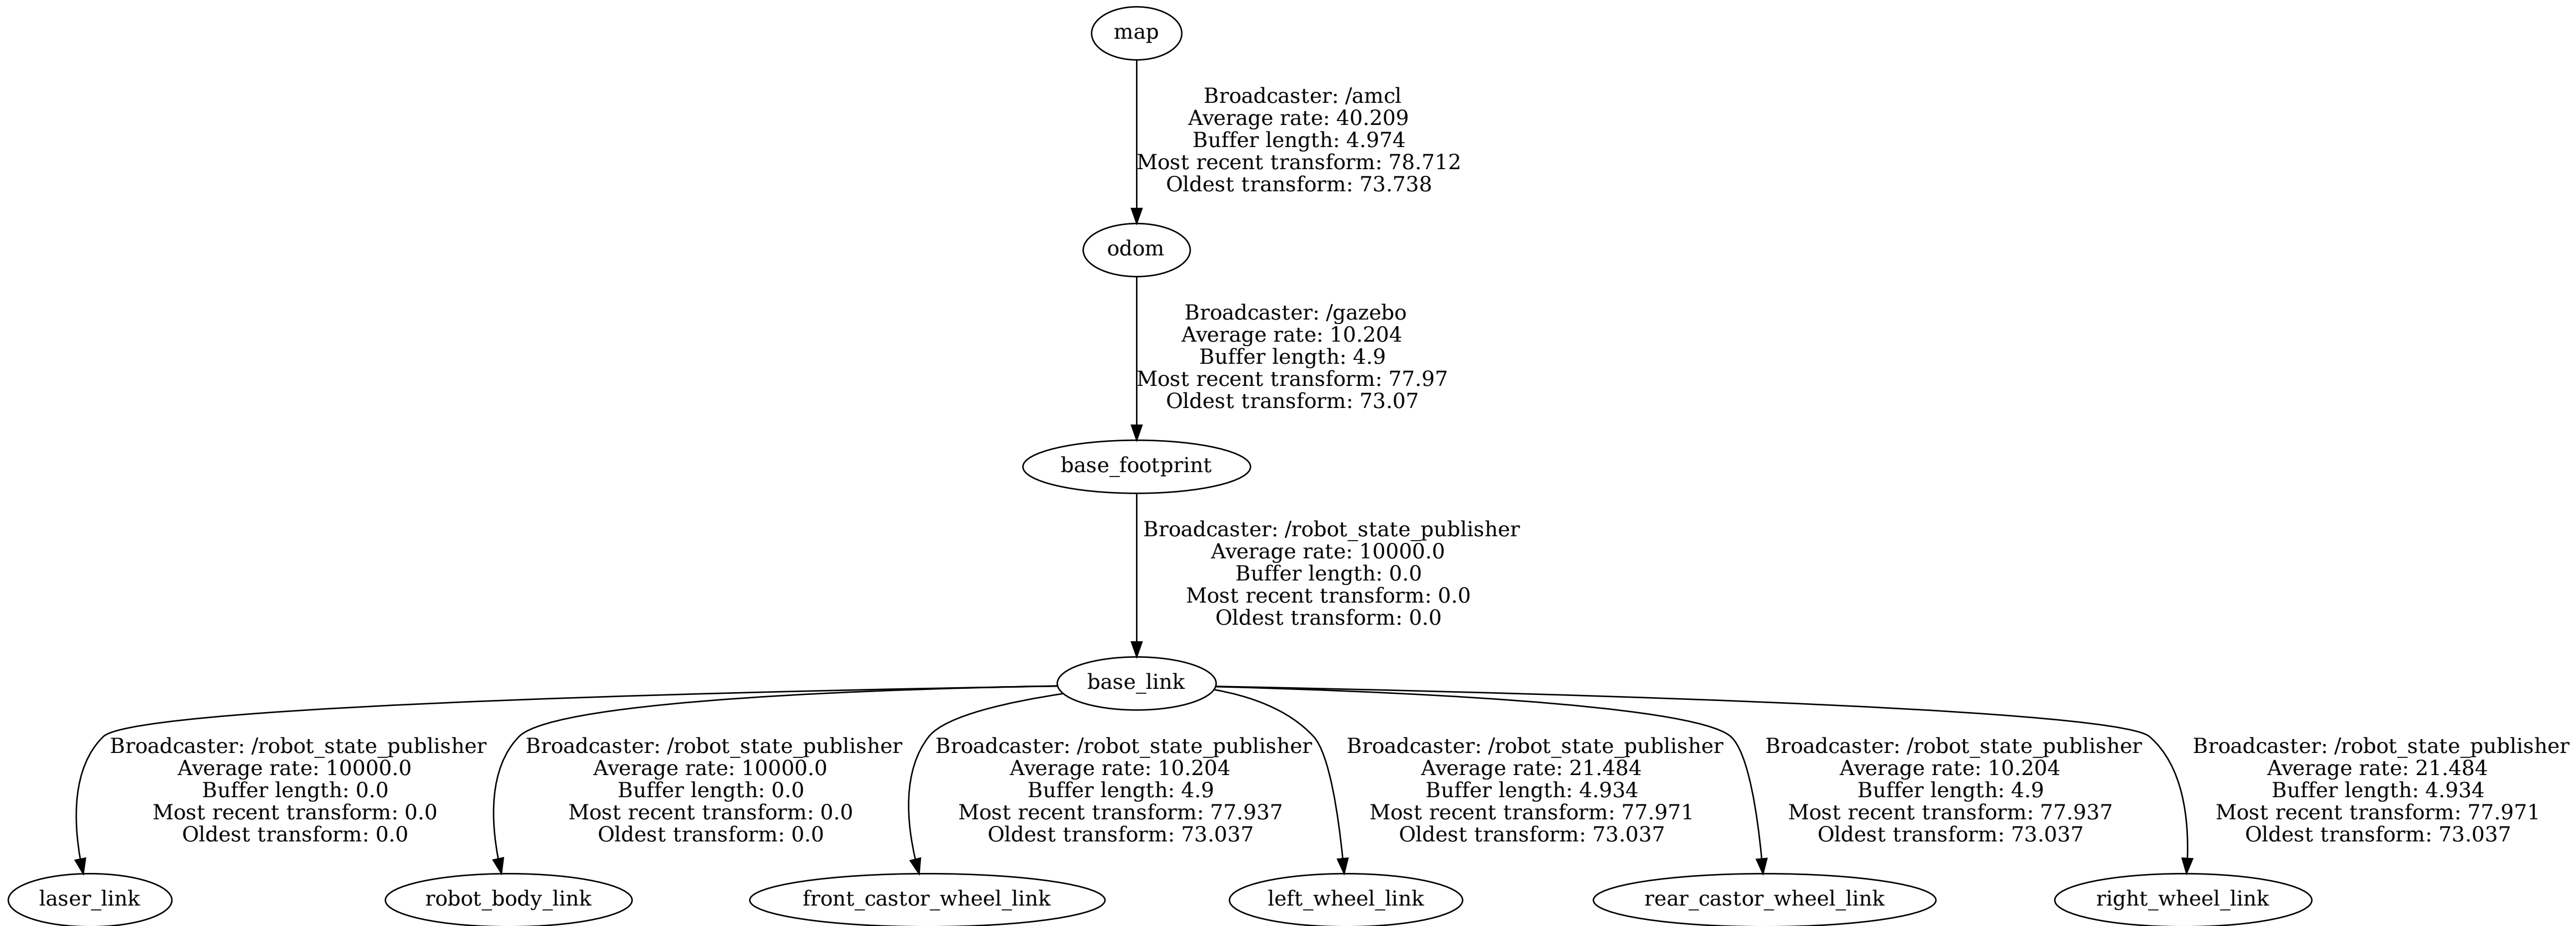 map
Broadcaster: /amcl
Average rate: 40.209
Buffer length: 4.974
Most recent transform: 78.712
Oldest transform: 73.738
odom
Broadcaster: /gazebo
Average rate: 10.204
Buffer length: 4.9
Most recent transform: 77.97
Oldest transform: 73.07
base_footprint
Broadcaster: /robot_state_publisher
Average rate: 10000.0
Buffer length: 0.0
Most recent transform: 0.0
Oldest transform: 0.0
base_link
Broadcaster: /robot_state_publisher
Average rate: 10000.0
Buffer length: 0.0
Most recent transform: 0.0
Oldest transform: 0.0
Broadcaster: /robot_state_publisher
Average rate: 10000.0
Buffer length: 0.0
Most recent transform: 0.0
Oldest transform: 0.0
Broadcaster: /robot_state_publisher
Average rate: 10.204
Buffer length: 4.9
Most recent transform: 77.937
Oldest transform: 73.037
Broadcaster: /robot_state_publisher
Average rate: 21.484
Buffer length: 4.934
Most recent transform: 77.971
Oldest transform: 73.037
Broadcaster: /robot_state_publisher
Average rate: 10.204
Buffer length: 4.9
Most recent transform: 77.937
Oldest transform: 73.037
Broadcaster: /robot_state_publisher
Average rate: 21.484
Buffer length: 4.934
Most recent transform: 77.971
Oldest transform: 73.037
laser_link
robot_body_link
front_castor_wheel_link
left_wheel_link
rear_castor_wheel_link
right_wheel_link